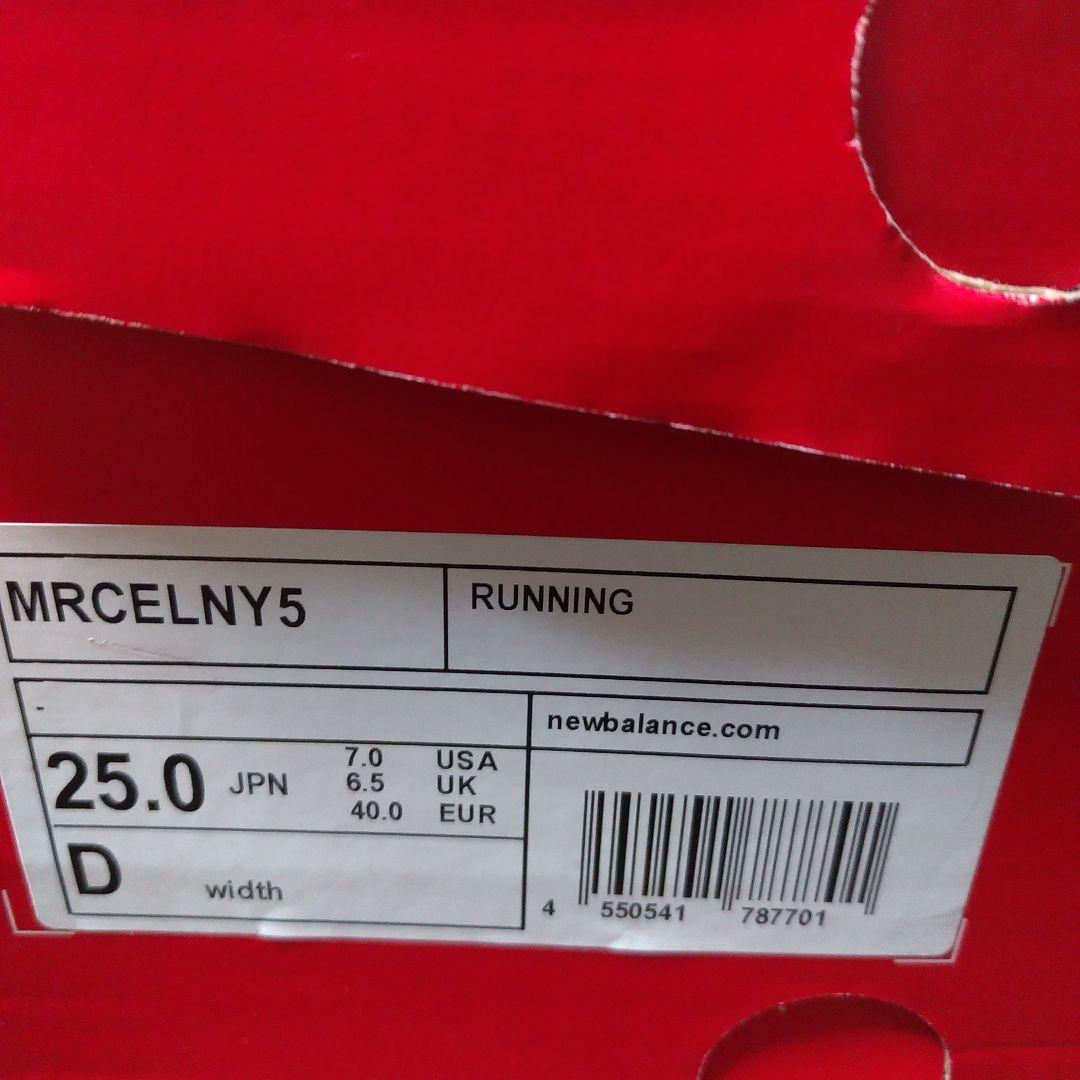 MRCELNY5
RUNNING
-
newbalance.com
25.0 JPN
7.0 USA
6.5 UK
40.0 EUR
D width
4 550541 787701